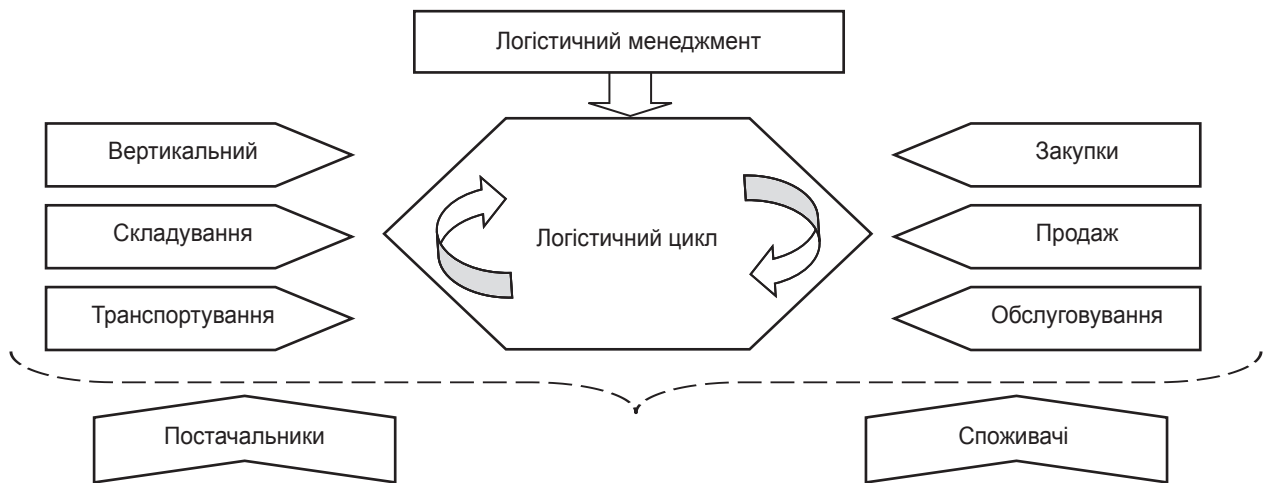 Логістичний менеджмент
Вертикальний
Закупки
Складування
Логістичний цикл
Продаж
Транспортування
Обслуговування
Постачальники
Споживачі